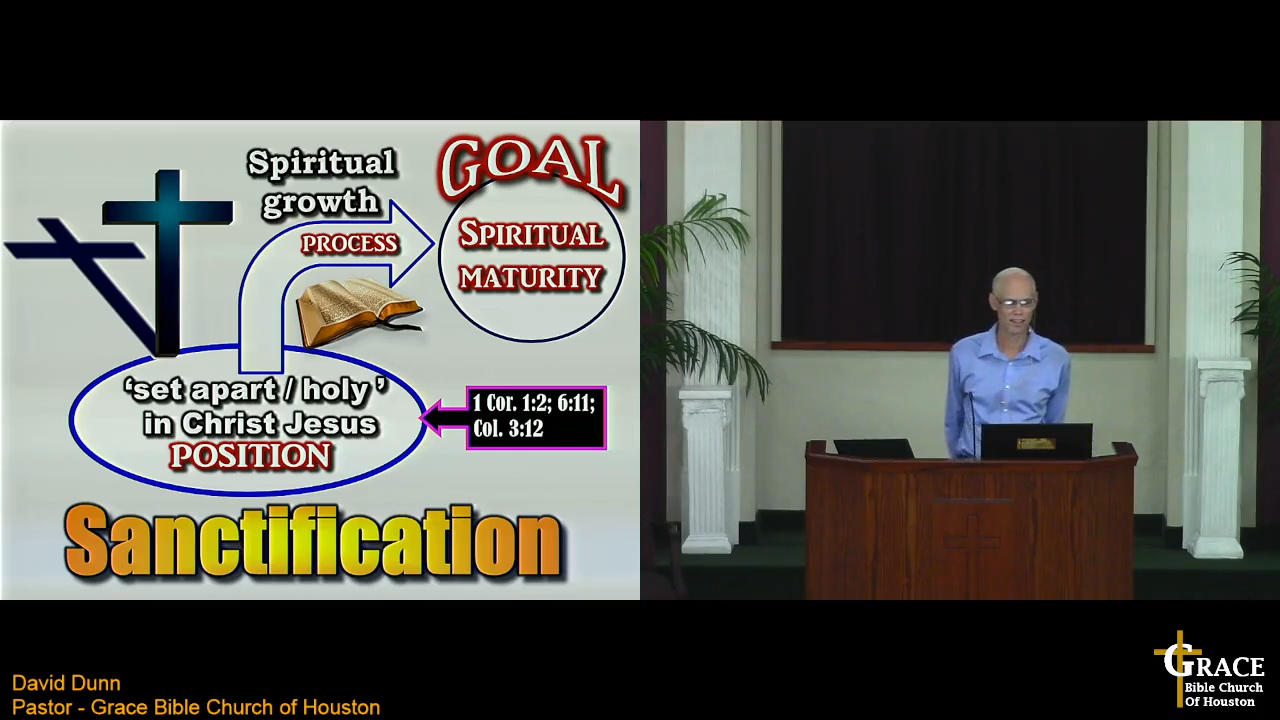 Spiritual
growth
PROCESS
GOAL
SPIRITUAL
MATURITY
'set apart / holy'
in Christ Jesus
POSITION
1 Cor. 1:2; 6:11;
Col. 3:12
Sanctification
David Dunn
Pastor - Grace Bible Church of Houston
GRACE
Bible Church
Of Houston